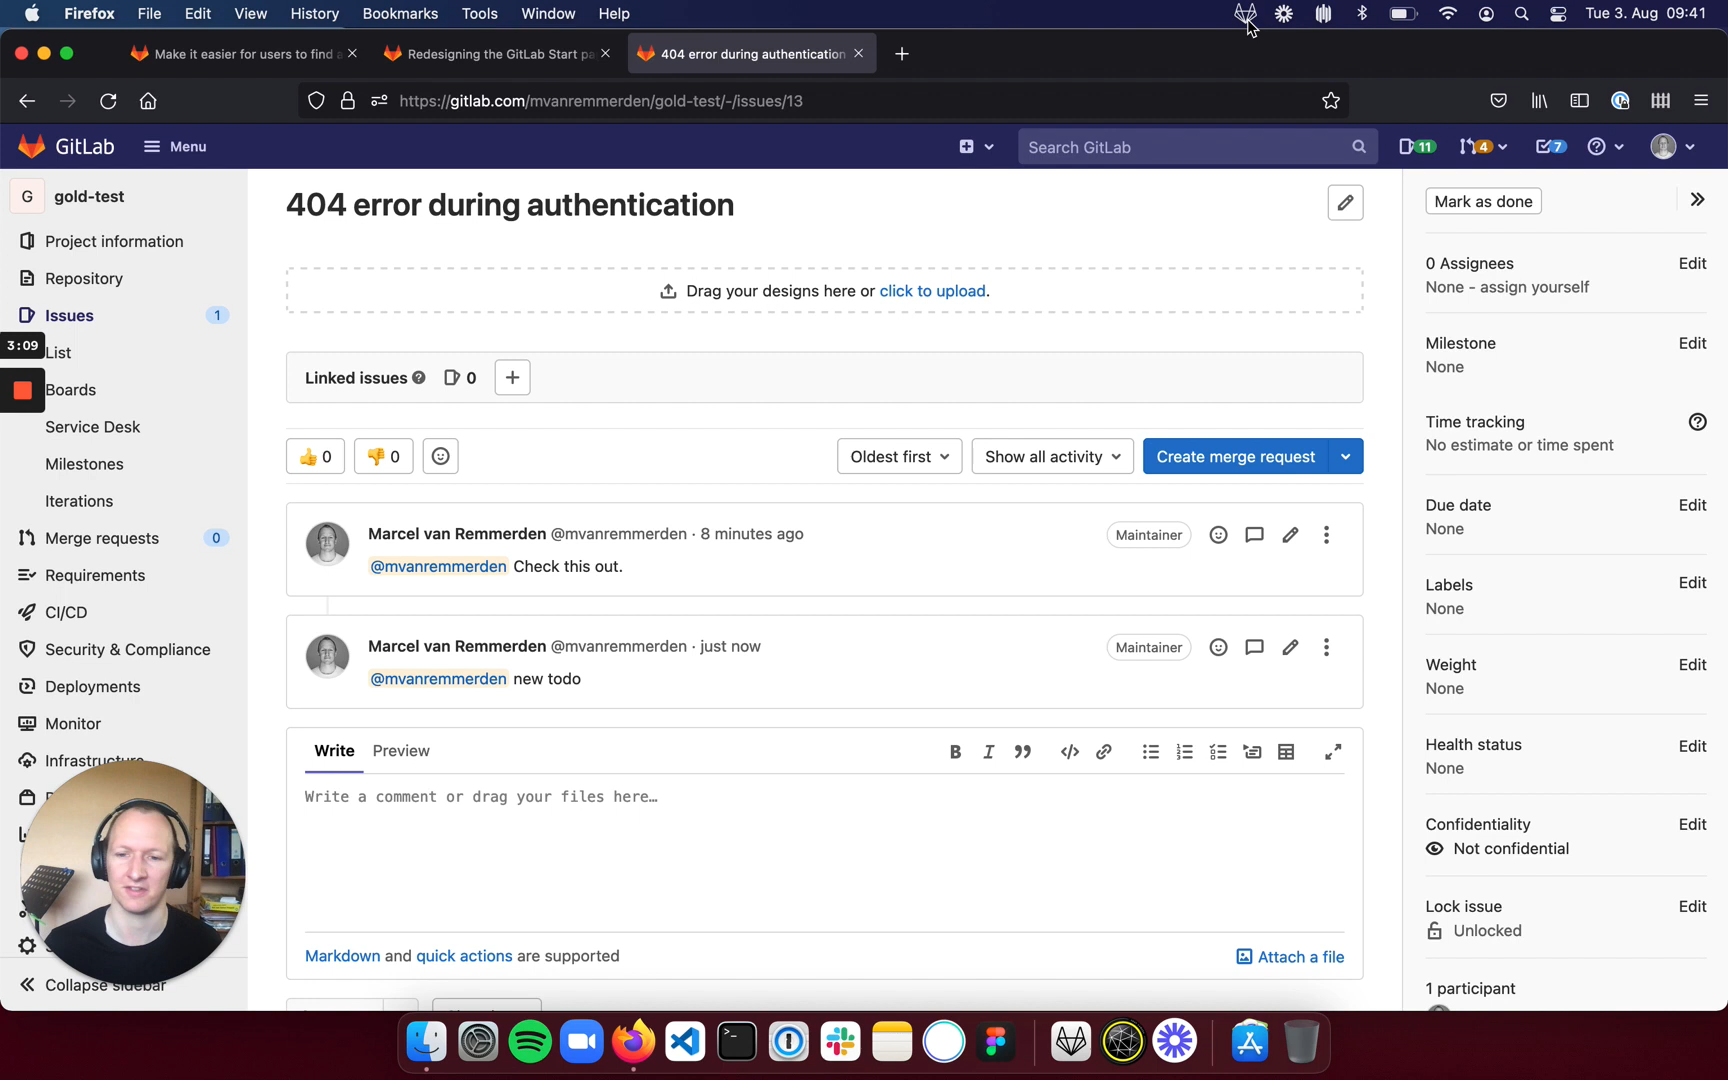 Firefox File Edit View History Bookmarks Tools Window Help Tue 3. Aug 09:41
Make it easier for users to find a
Redesigning the GitLab Start pa
404 error during authentication
https://gitlab.com/mvanremmerden/gold-test/-/issues/13
GitLab Menu Search GitLab 11 4 7
G gold-test
Project information
Repository
Issues 1
3:09
List
Boards
Service Desk
Milestones
Iterations
Merge requests 0
Requirements
CI/CD
Security & Compliance
Deployments
Monitor
Infrastructure
Collapse sidebar
404 error during authentication
Drag your designs here or click to upload.
Linked issues 0
0 0 Oldest first Show all activity Create merge request
Marcel van Remmerden @mvanremmerden · 8 minutes ago Maintainer
@mvanremmerden Check this out.
Marcel van Remmerden @mvanremmerden · just now Maintainer
@mvanremmerden new todo
Write Preview
Write a comment or drag your files here…
Markdown and quick actions are supported
Attach a file
Mark as done
0 Assignees Edit
None - assign yourself
Milestone Edit
None
Time tracking
No estimate or time spent
Due date Edit
None
Labels Edit
None
Weight Edit
None
Health status Edit
None
Confidentiality Edit
Not confidential
Lock issue Edit
Unlocked
1 participant